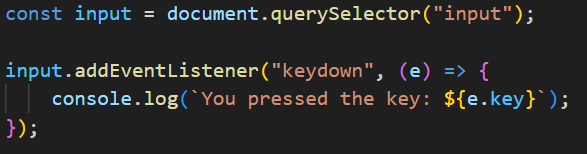 const input = document.querySelector("input");
input.addEventListener("keydown", (e) => {
    console.log(`You pressed the key: ${e.key}`);
});